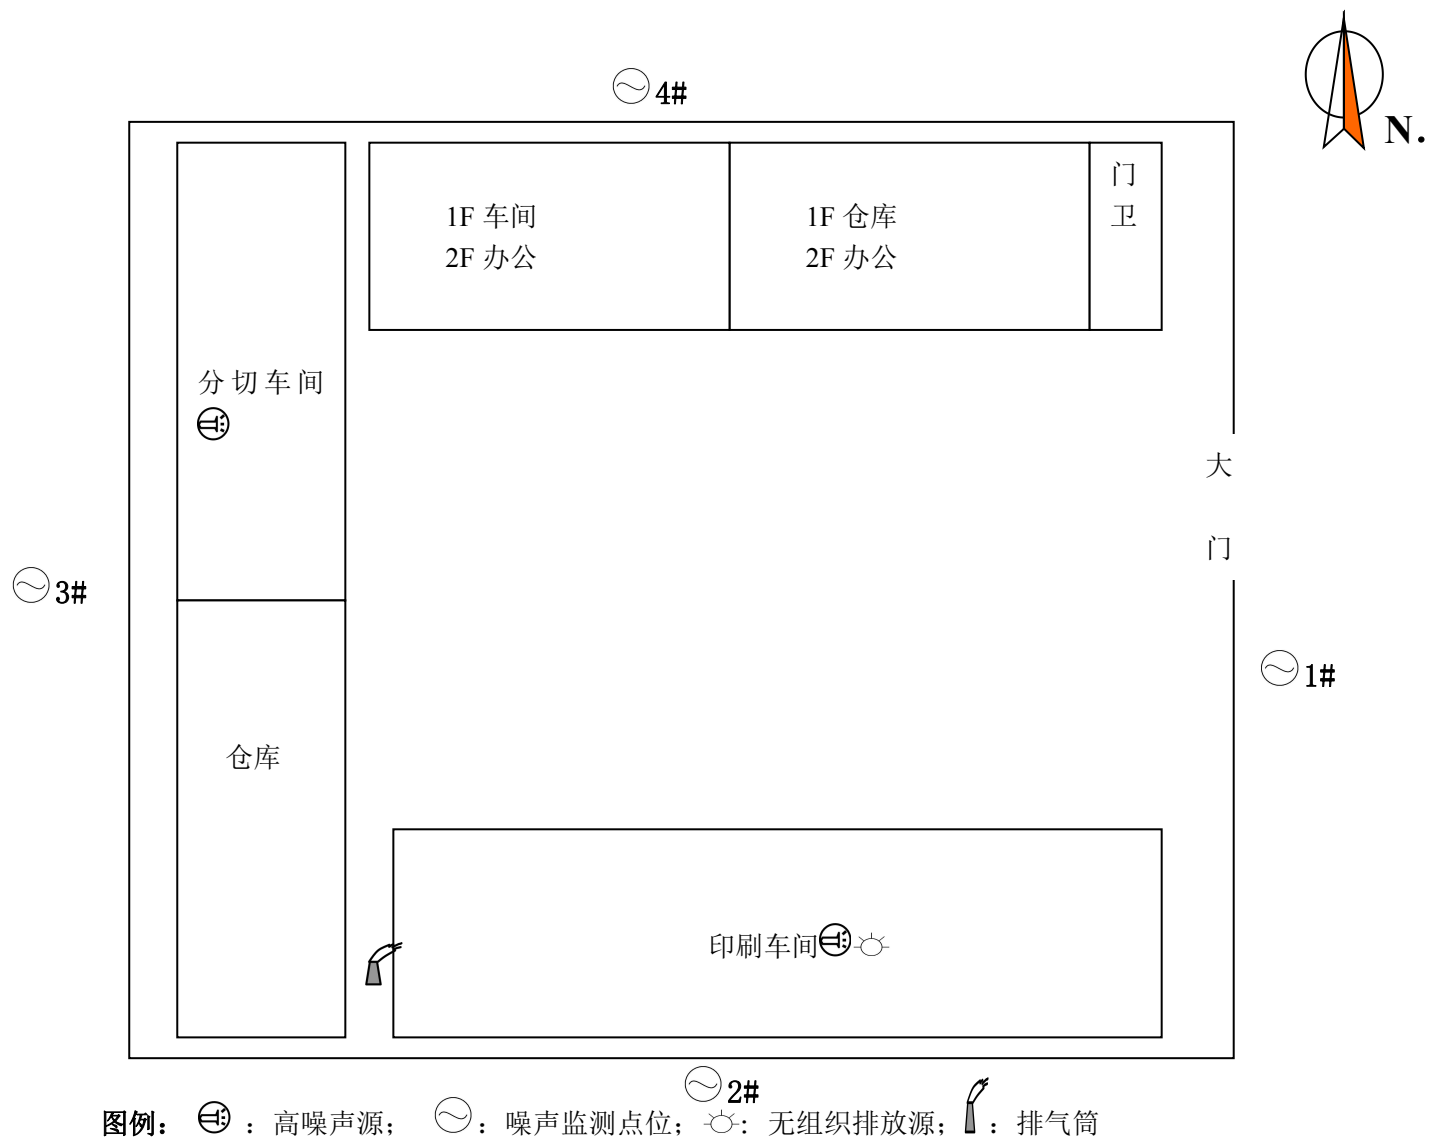 4#
N.
门
卫
1F 车间
2F 办公
1F 仓库
2F 办公
分切车间
大
门
3#
1#
仓库
印刷车间
2#
图例： ：高噪声源； ：噪声监测点位； ：无组织排放源； ：排气筒